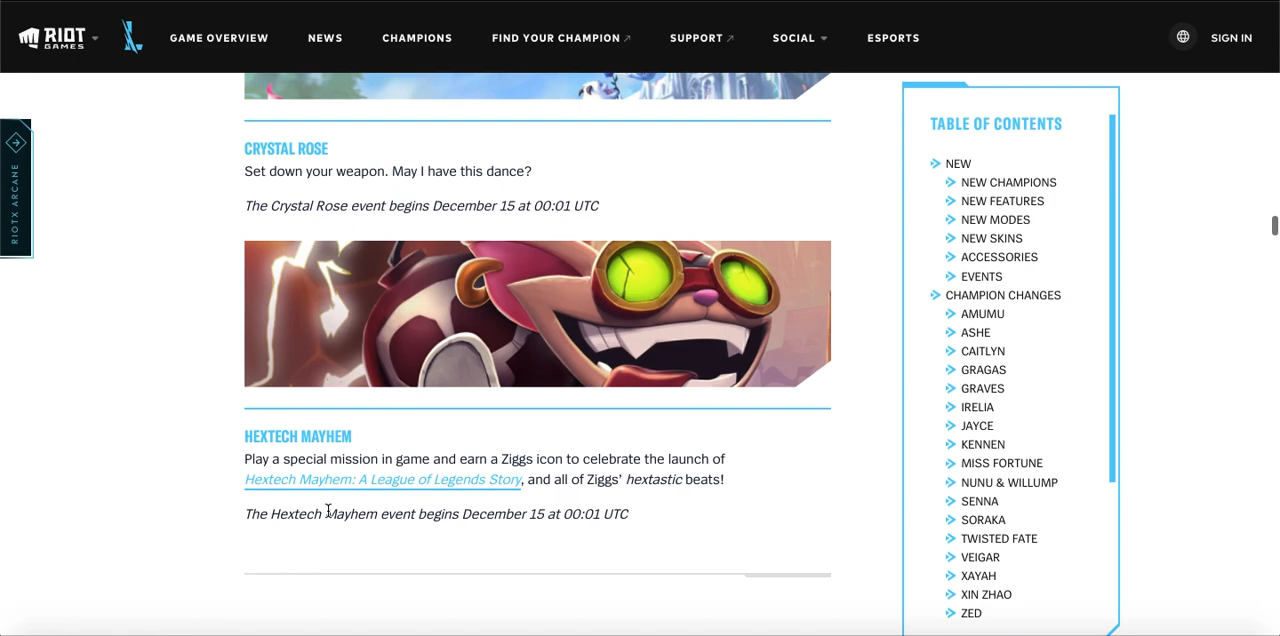 RIOT GAMES
GAME OVERVIEW
NEWS
CHAMPIONS
FIND YOUR CHAMPION
SUPPORT
SOCIAL
ESPORTS
SIGN IN
RIOTX ARCANE
CRYSTAL ROSE
Set down your weapon. May I have this dance?
The Crystal Rose event begins December 15 at 00:01 UTC
HEXTECH MAYHEM
Play a special mission in game and earn a Ziggs icon to celebrate the launch of
Hextech Mayhem: A League of Legends Story, and all of Ziggs’ hextastic beats!
The Hextech Mayhem event begins December 15 at 00:01 UTC
TABLE OF CONTENTS
NEW
NEW CHAMPIONS
NEW FEATURES
NEW MODES
NEW SKINS
ACCESSORIES
EVENTS
CHAMPION CHANGES
AMUMU
ASHE
CAITLYN
GRAGAS
GRAVES
IRELIA
JAYCE
KENNEN
MISS FORTUNE
NUNU & WILLUMP
SENNA
SORAKA
TWISTED FATE
VEIGAR
XAYAH
XIN ZHAO
ZED